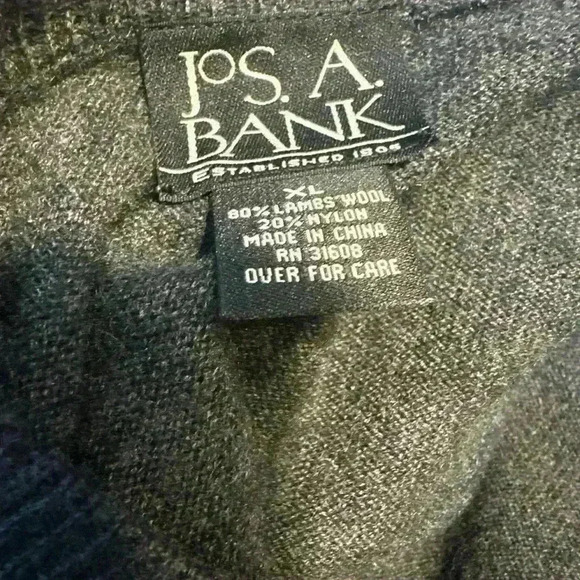 JOS. A.
BANK
ESTABLISHED 1905
XL
80% LAMBS' WOOL
20% NYLON
MADE IN CHINA
RN 31608
OVER FOR CARE